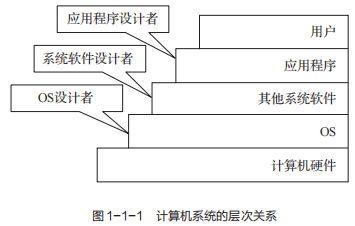 应用程序设计者
用户
系统软件设计者
应用程序
OS设计者
其他系统软件
OS
计算机硬件
图1-1-1 计算机系统的层次关系